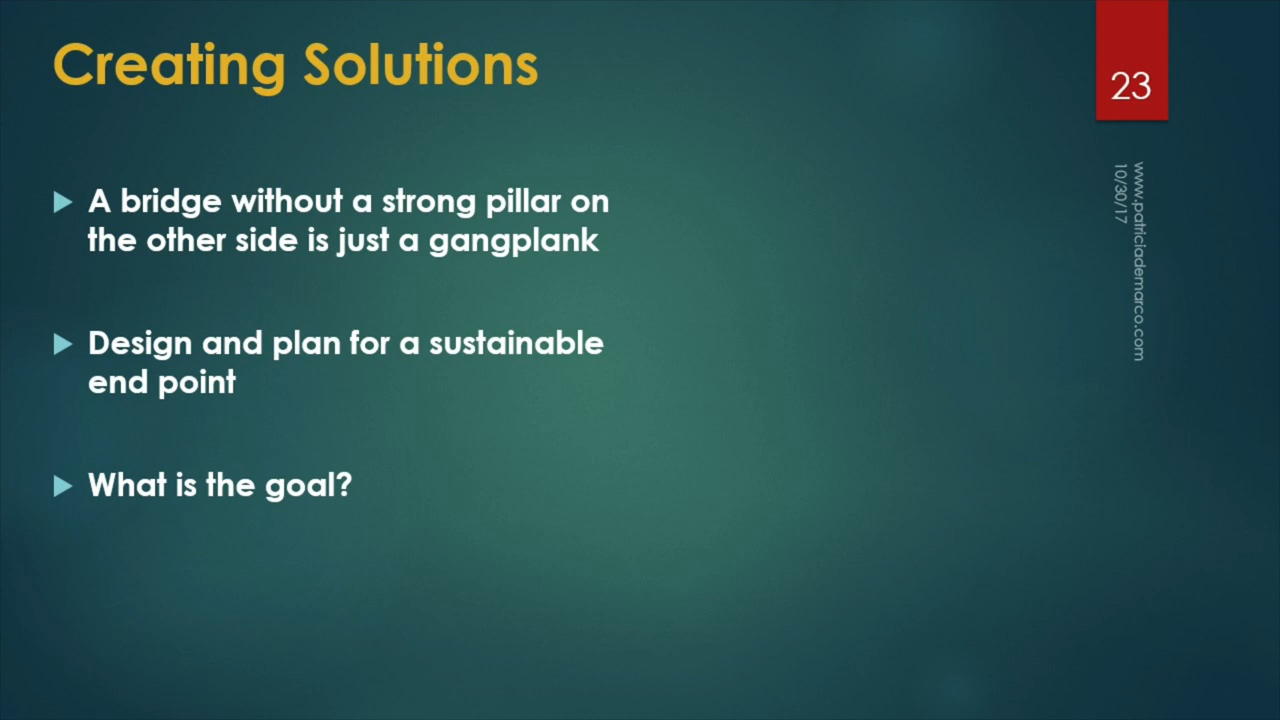 Creating Solutions
23
A bridge without a strong pillar on
the other side is just a gangplank
Design and plan for a sustainable
end point
What is the goal?
www.patriciademarco.com
10/30/17